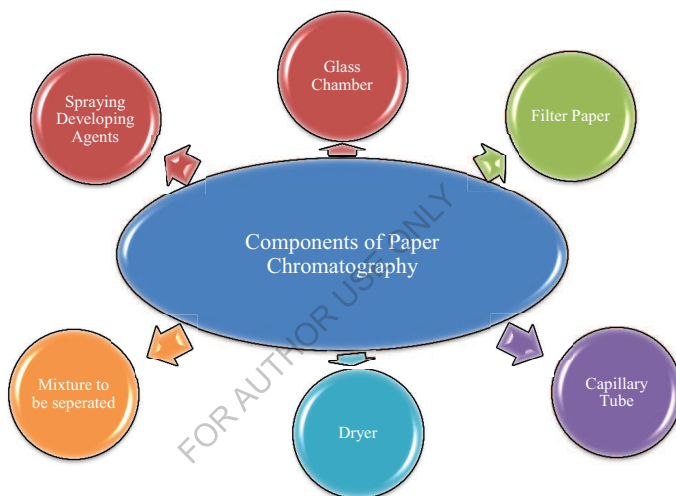 Glass
Chamber
Spraying
Developing
Agents
Filter Paper
Components of Paper
Chromatography
Mixture to
be seperated
Capillary
Tube
Dryer
FOR AUTHOR USE ONLY